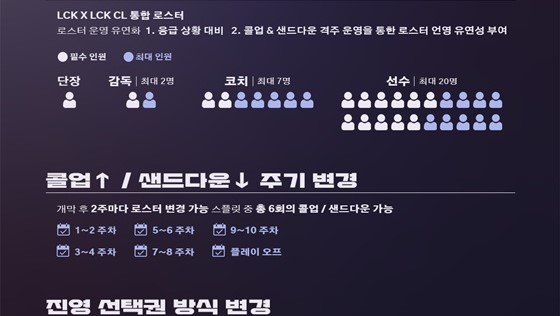 LCK X LCK CL 통합 로스터
로스터 운영 유연화 1. 응급 상황 대비 2. 콜업 & 샌드다운 격주 운영을 통한 로스터 언영 유연성 부여
필수 인원 최대 인원
단장 감독 | 최대 2명 코치 | 최대 7명 선수 | 최대 20명
콜업↑ / 샌드다운↓ 주기 변경
개막 후 2주마다 로스터 변경 가능 스플릿 중 총 6회의 콜업 / 샌드다운 가능
1~2 주차 5~6 주차 9~10 주차
3~4 주차 7~8 주차 플레이 오프
진영 선택권 방식 변경